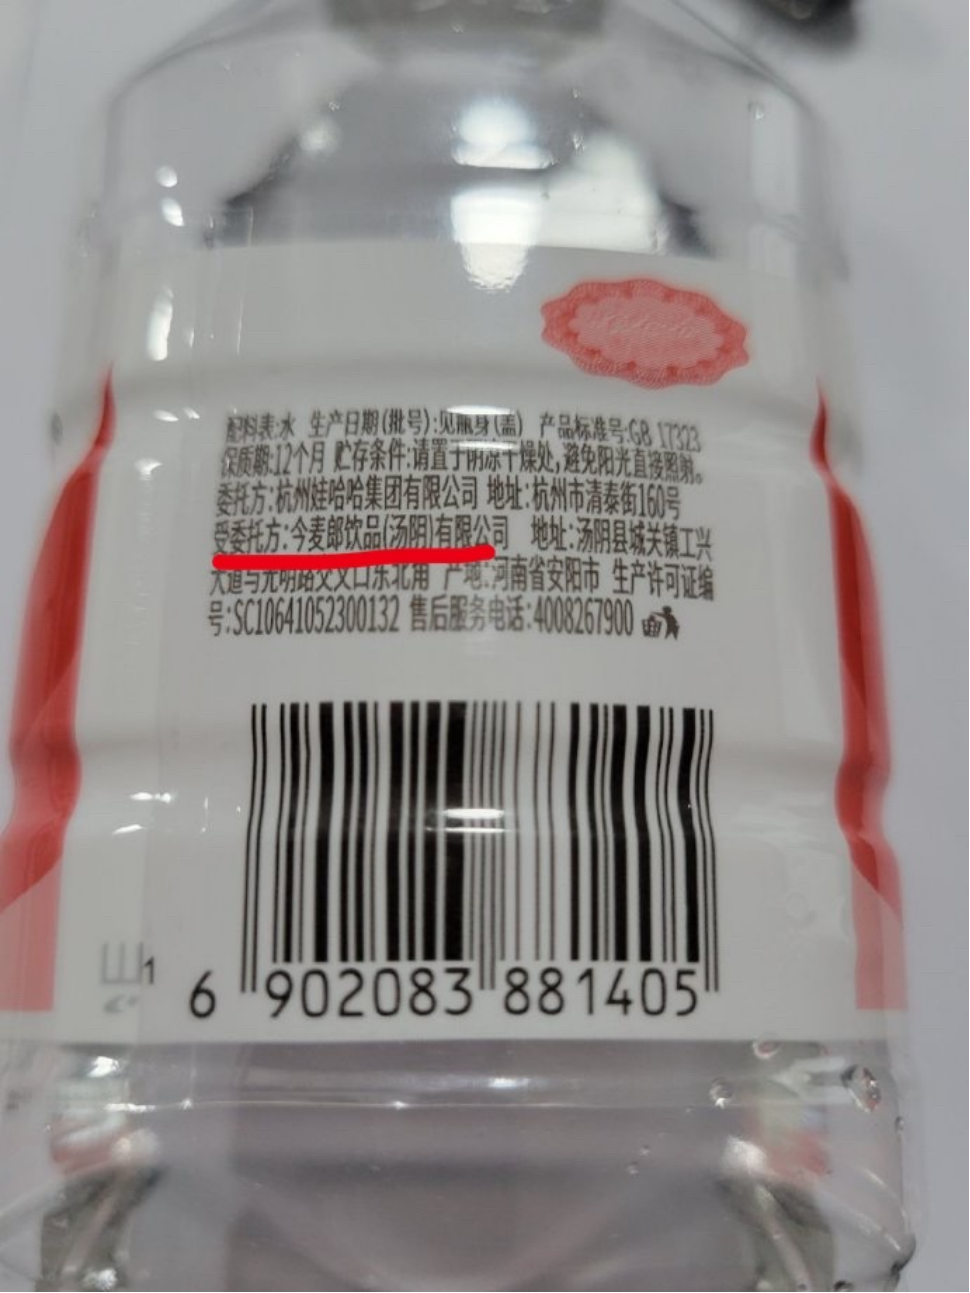 配料表:水 生产日期(批号):见瓶身(盖) 产品标准号:GB 17323
保质期:12个月 贮存条件:请置于阴凉干燥处,避免阳光直接照射。
委托方:杭州娃哈哈集团有限公司 地址:杭州市清泰街160号
受委托方:今麦郎饮品(汤阴)有限公司 地址:汤阴县城关镇工兴
大道与光明路交叉口东北角 产地:河南省安阳市 生产许可证编
号:SC10641052300132 售后服务电话:4008267900
6 902083 881405